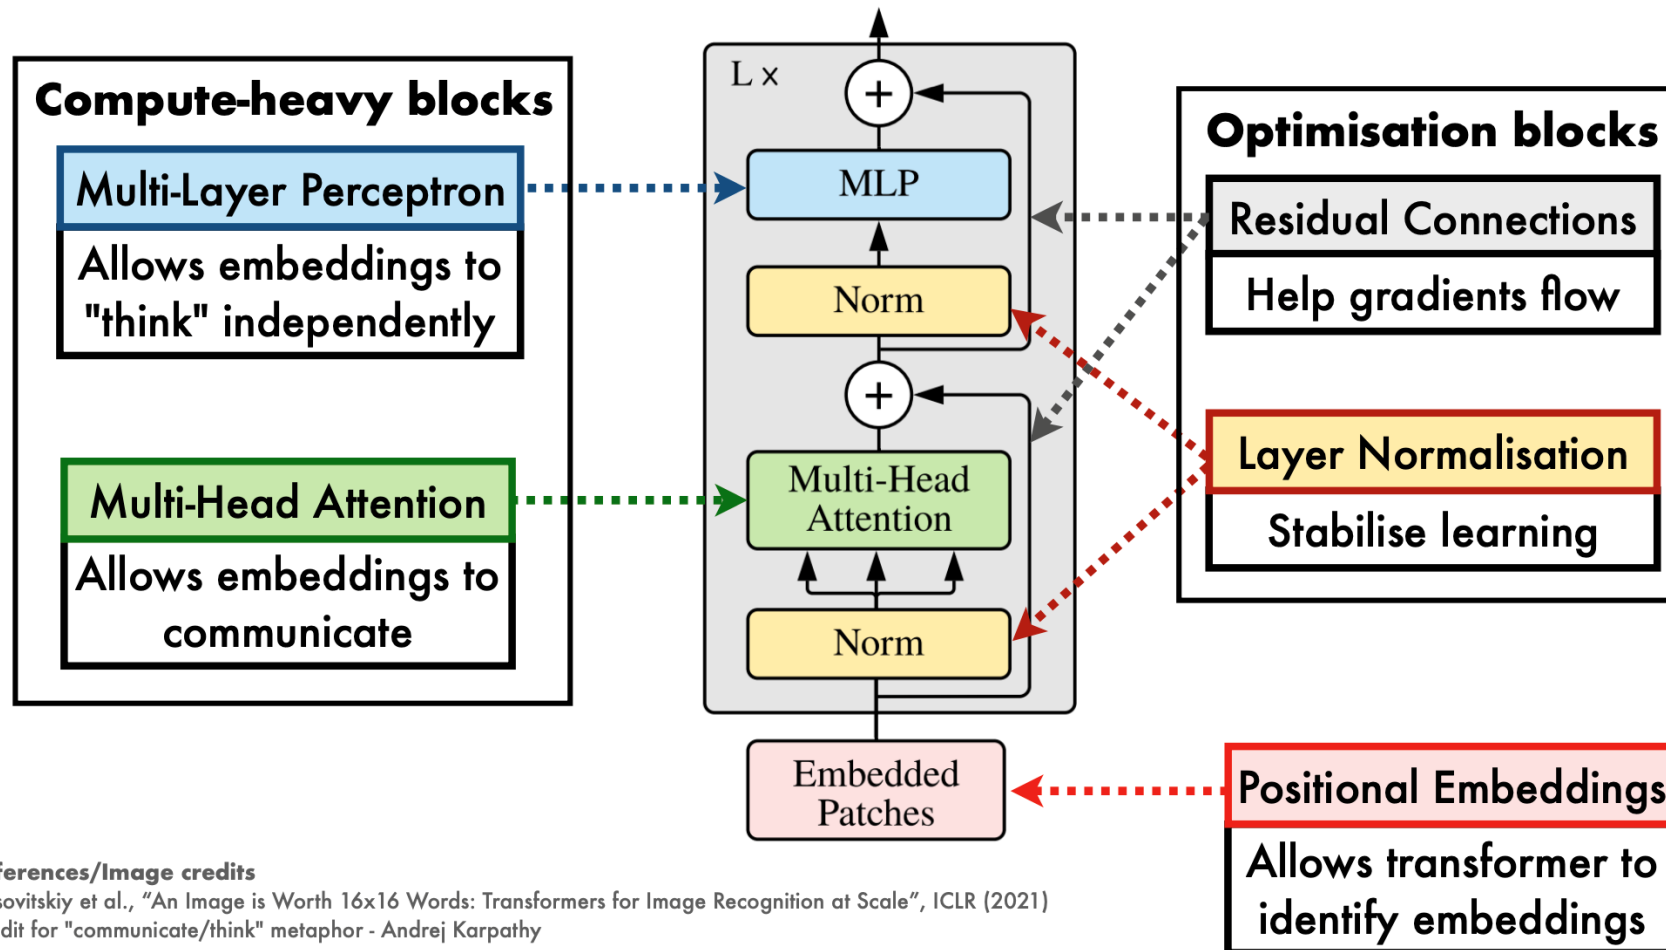 Compute-heavy blocks
Multi-Layer Perceptron
Allows embeddings to
"think" independently
Multi-Head Attention
Allows embeddings to
communicate
L ×
+
MLP
Norm
+
Multi-Head
Attention
Norm
Embedded
Patches
Optimisation blocks
Residual Connections
Help gradients flow
Layer Normalisation
Stabilise learning
Positional Embeddings
Allows transformer to
identify embeddings
ferences/Image credits
sovitskiy et al., “An Image is Worth 16x16 Words: Transformers for Image Recognition at Scale”, ICLR (2021)
dit for "communicate/think" metaphor - Andrej Karpathy